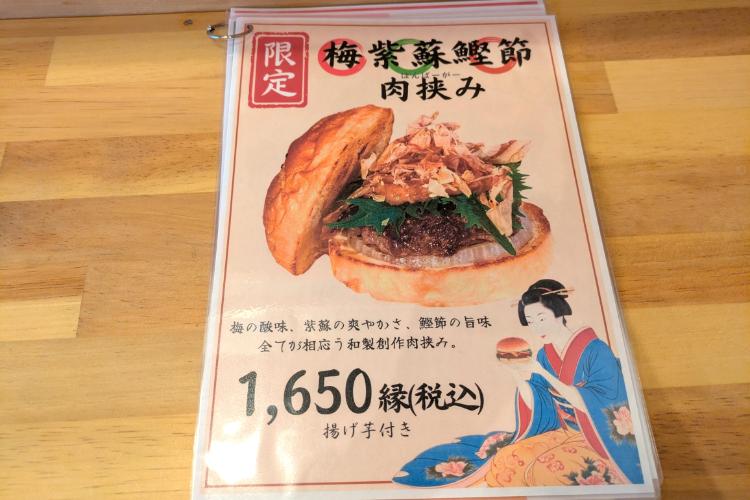 限定
梅紫蘇鰹節
はんばーがー
肉挟み
梅の酸味、紫蘇の爽やかさ、鰹節の旨味
全てが相応う和製創作肉挟み。
1,650縁(税込)
揚げ芋付き